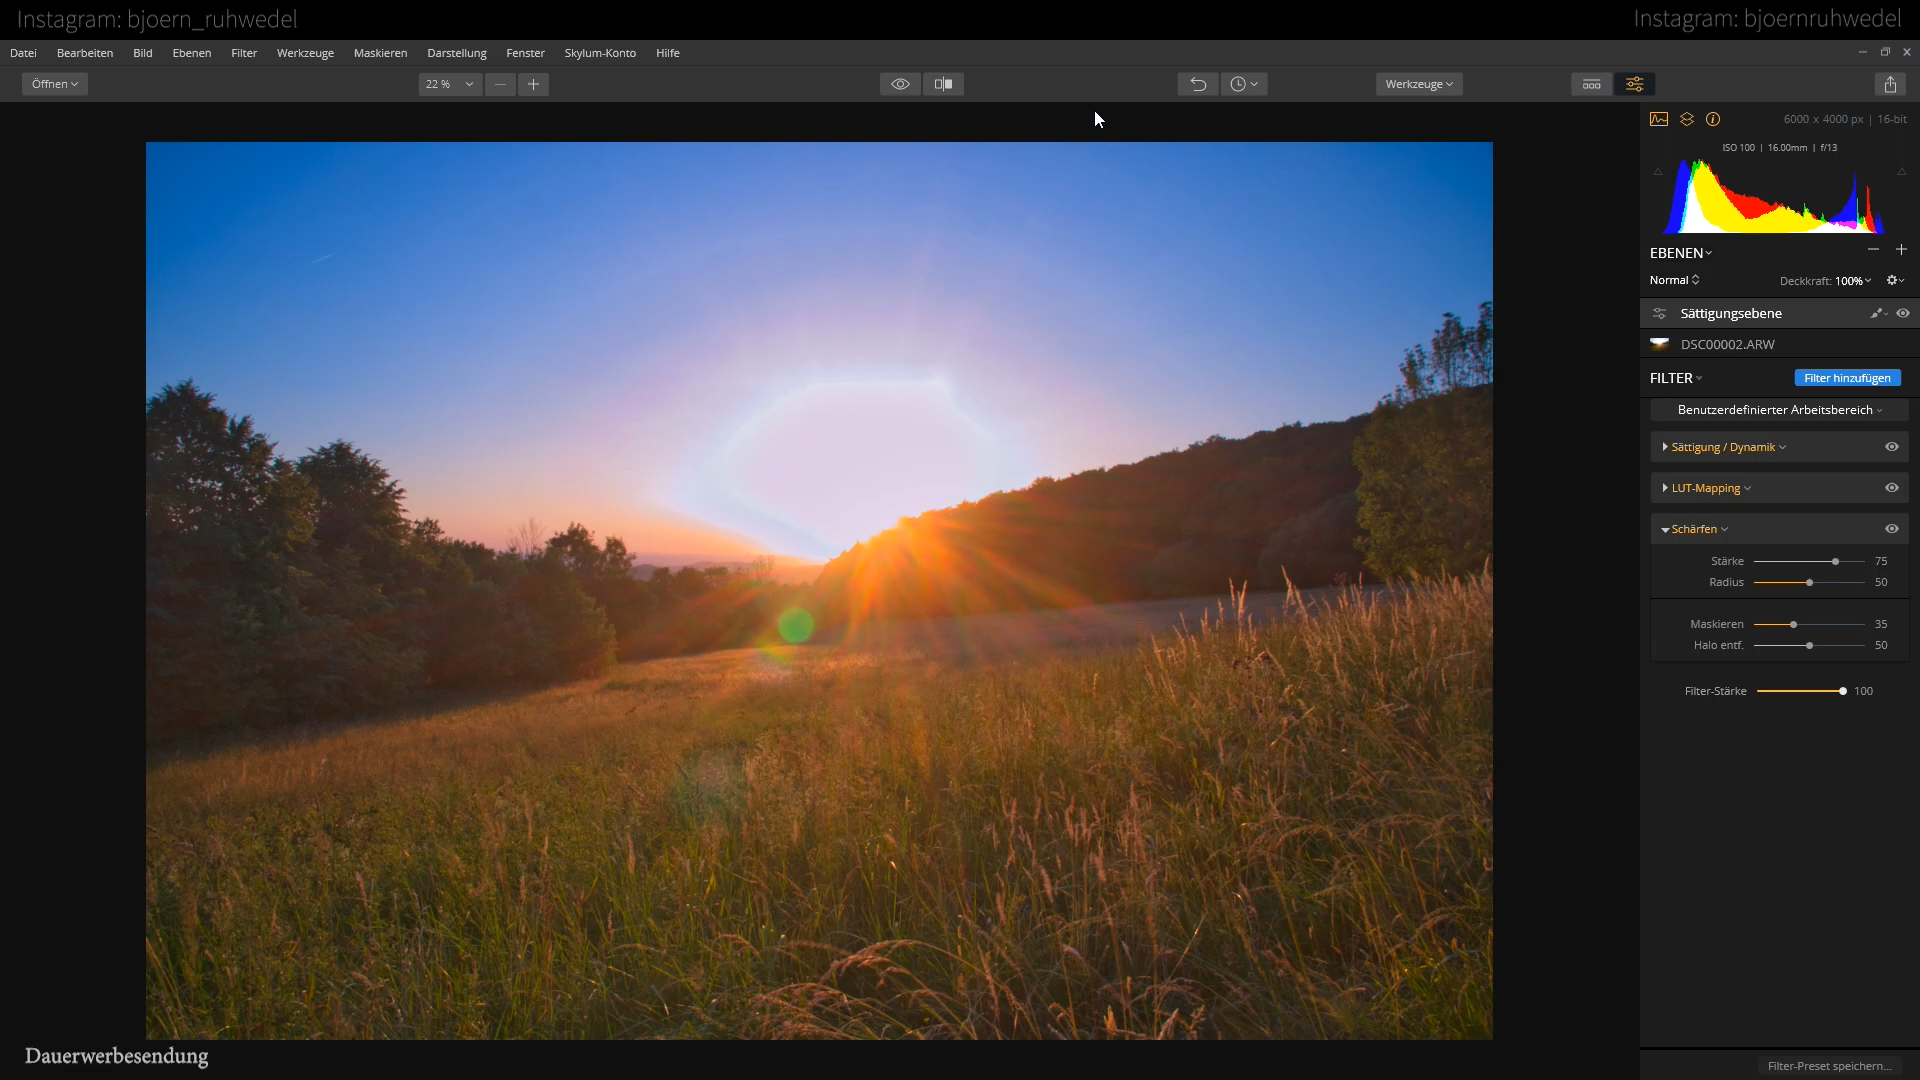 Instagram: bjoern_ruhwedel
Instagram: bjoernruhwedel
Datei Bearbeiten Bild Ebenen Filter Werkzeuge Maskieren Darstellung Fenster Skylum-Konto Hilfe
Öffnen
22 %
Werkzeuge
6000 x 4000 px | 16-bit
ISO 100 | 16.00mm | f/13
EBENEN
Normal
Deckkraft: 100%
Sättigungsebene
DSC00002.ARW
FILTER
Filter hinzufügen
Benutzerdefinierter Arbeitsbereich
Sättigung / Dynamik
LUT-Mapping
Schärfen
Stärke 75
Radius 50
Maskieren 35
Halo entf. 50
Filter-Stärke 100
Dauerwerbesendung
Filter-Preset speichern...